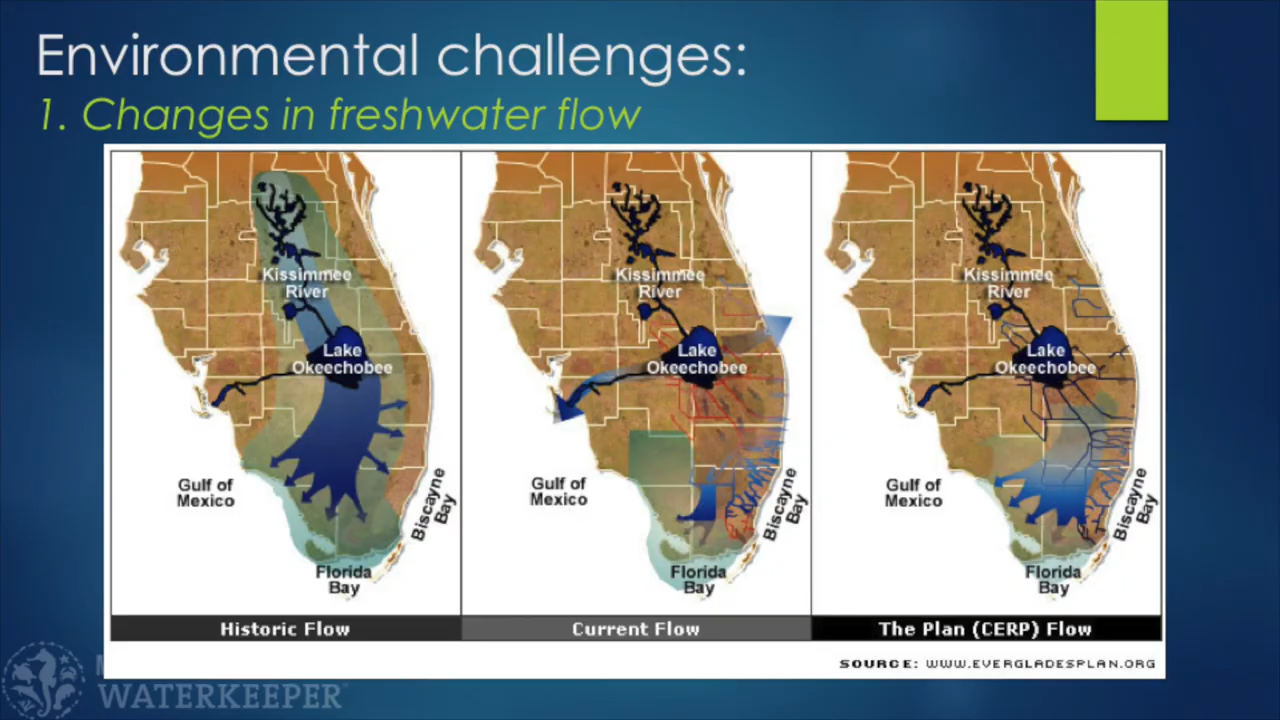 Environmental challenges:
1. Changes in freshwater flow
Kissimmee
River
Lake
Okeechobee
Gulf of
Mexico
Biscayne
Bay
Florida
Bay
Historic Flow
Kissimmee
River
Lake
Okeechobee
Gulf of
Mexico
Biscayne
Bay
Florida
Bay
Current Flow
Kissimmee
River
Lake
Okeechobee
Gulf of
Mexico
Biscayne
Bay
Florida
Bay
The Plan (CERP) Flow
SOURCE: WWW.EVERGLADESPLAN.ORG
WATERKEEPER